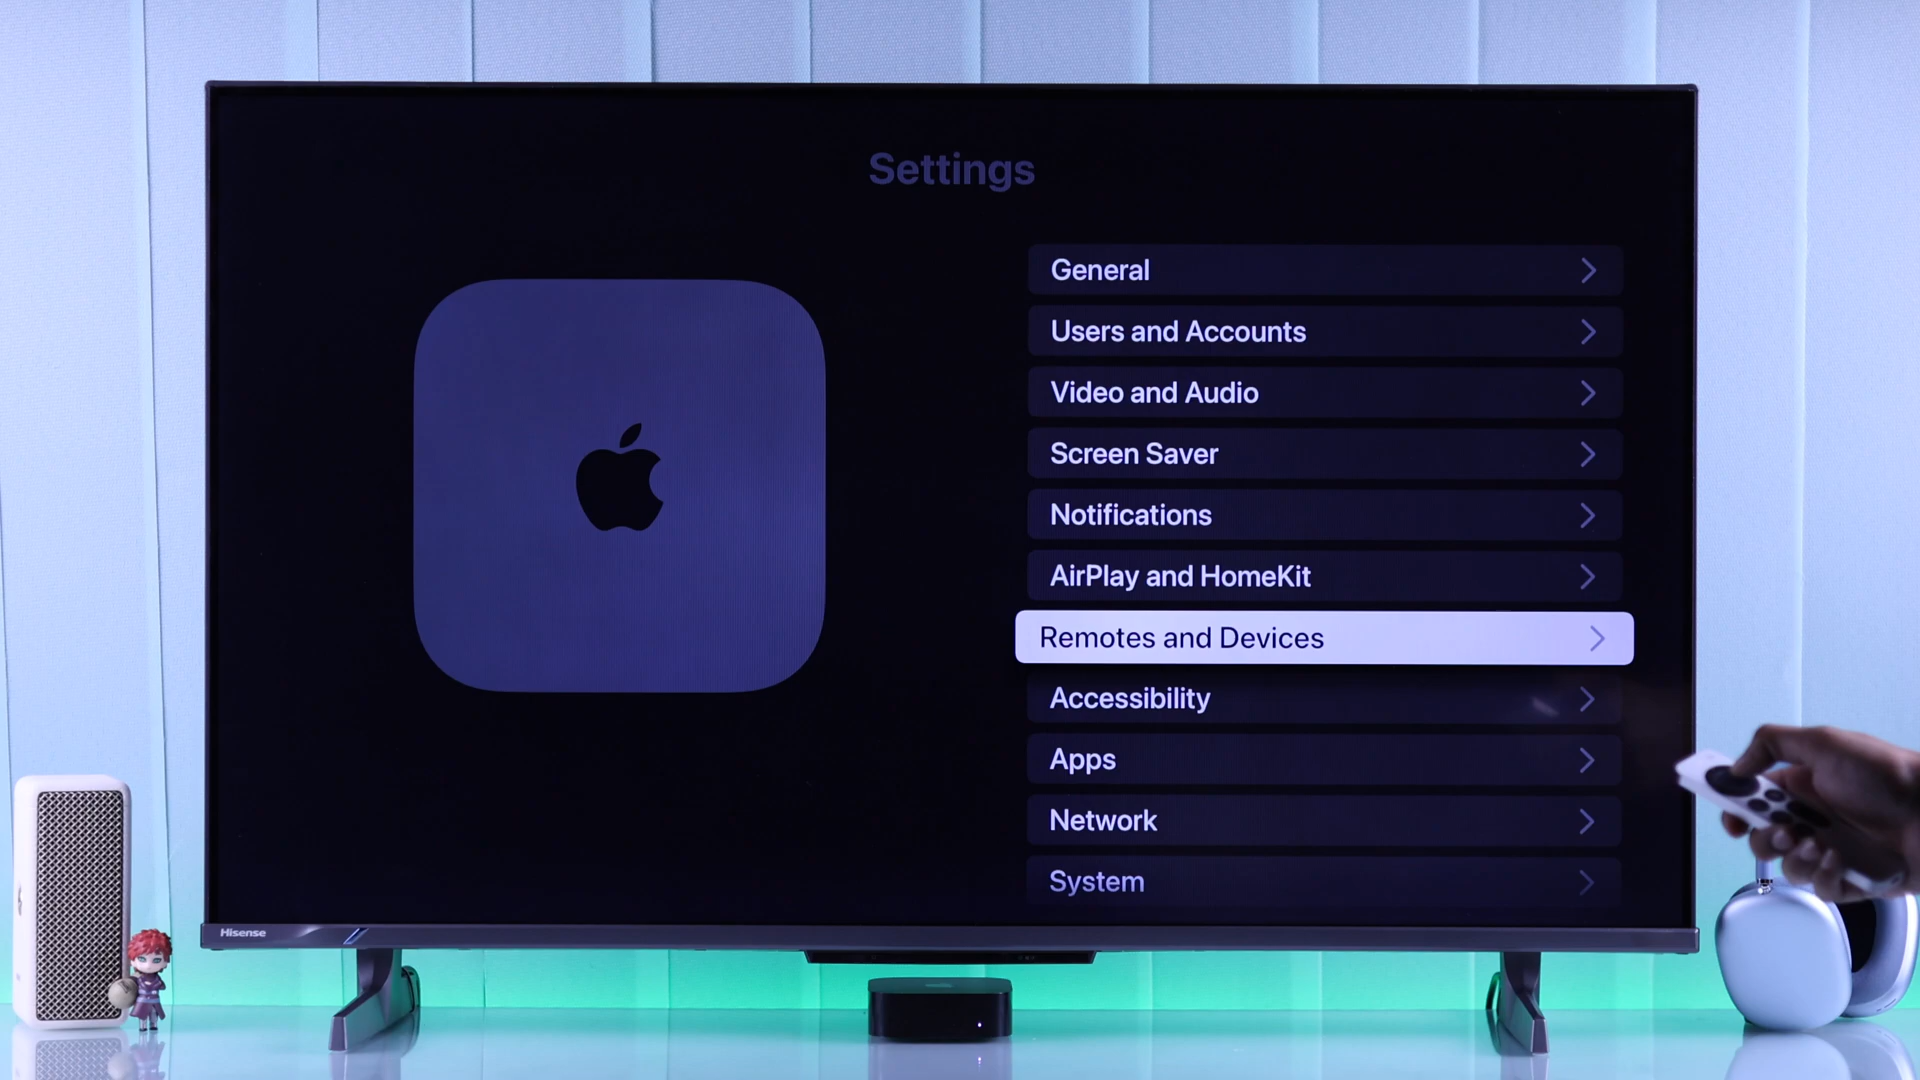 Settings
General
Users and Accounts
Video and Audio
Screen Saver
Notifications
AirPlay and HomeKit
Remotes and Devices
Accessibility
Apps
Network
System
Hisense